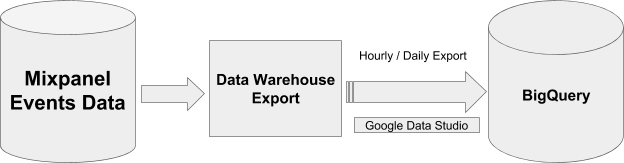 Mixpanel
Events Data
Data Warehouse
Export
Hourly / Daily Export
Google Data Studio
BigQuery